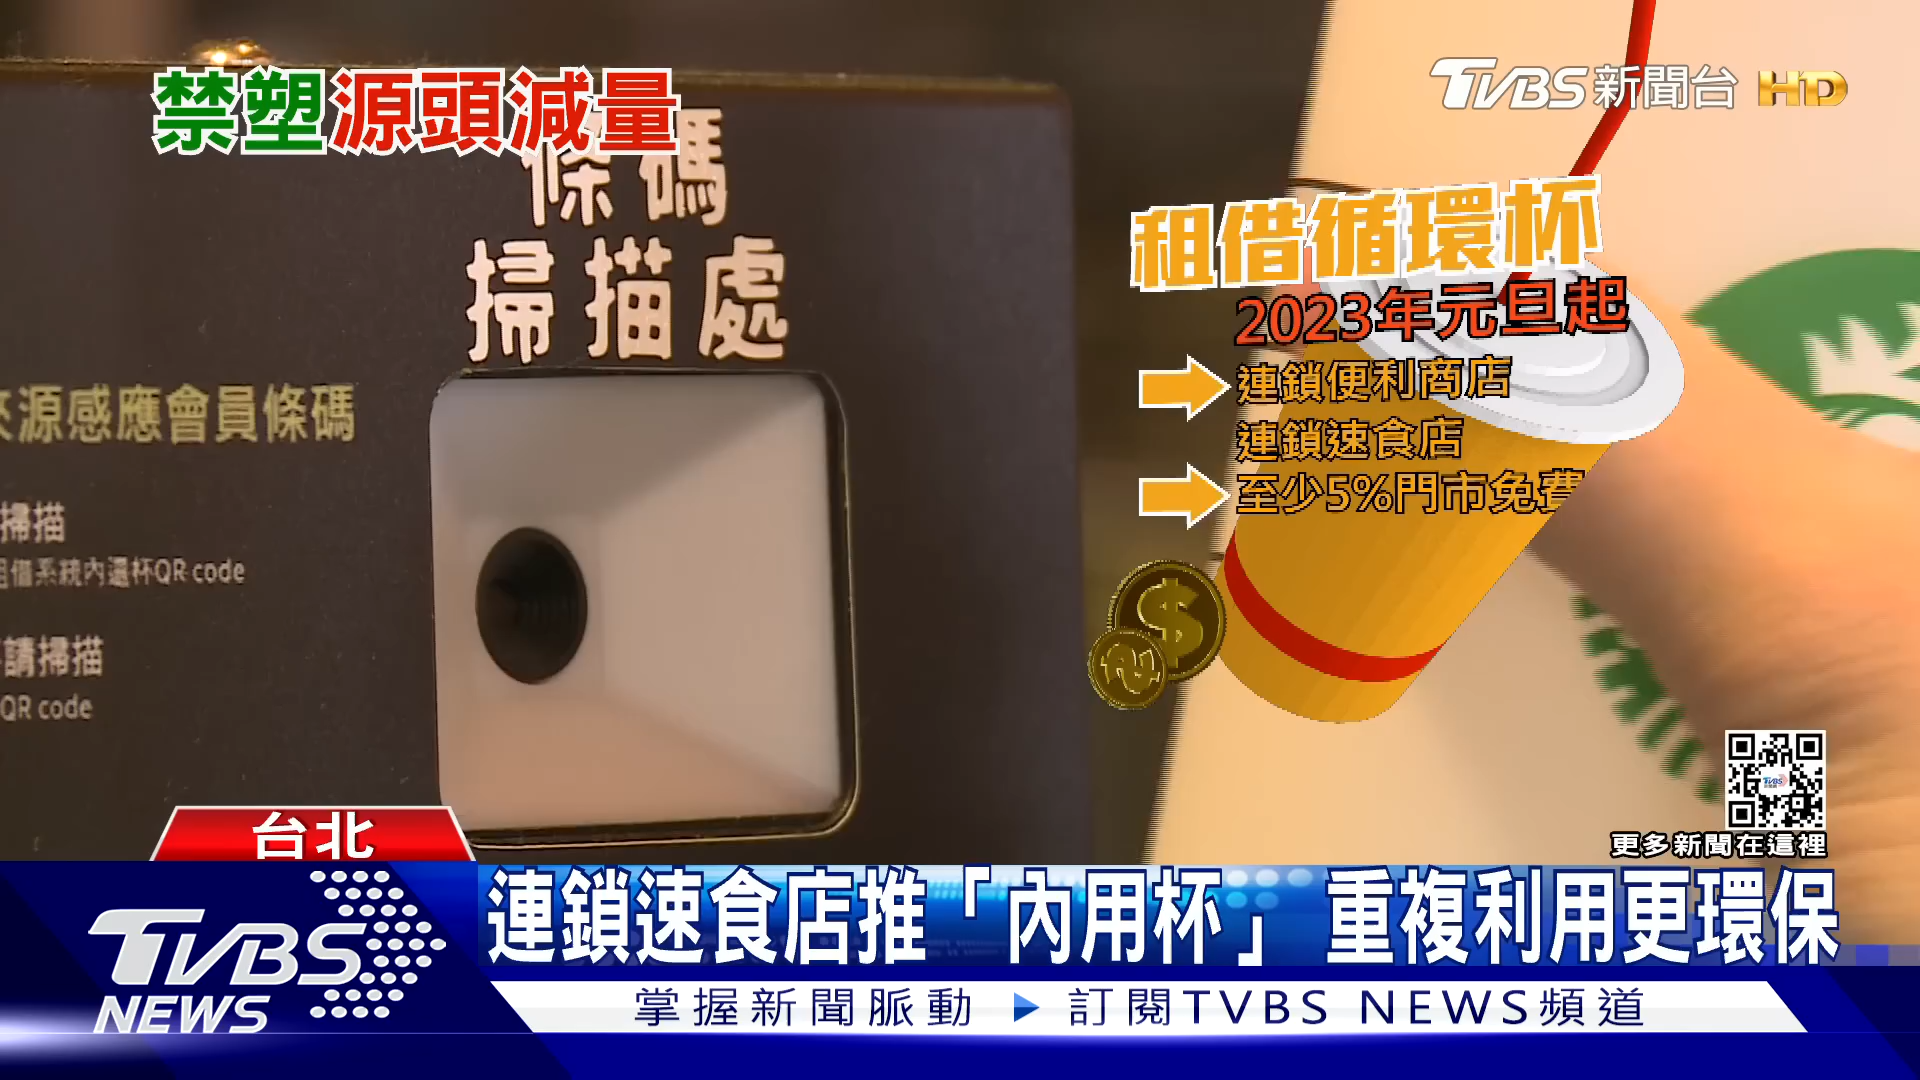 禁塑源頭減量
TVBS新聞台 HD
條碼
掃描處
來源感應會員條碼
掃描
租借系統內還杯QR code
請掃描
QR code
租借循環杯
2023年元旦起
連鎖便利商店
連鎖速食店
至少5%門市免費
更多新聞在這裡
台北
連鎖速食店推「內用杯」 重複利用更環保
TVBS
NEWS
掌握新聞脈動 ▶ 訂閱TVBS NEWS頻道